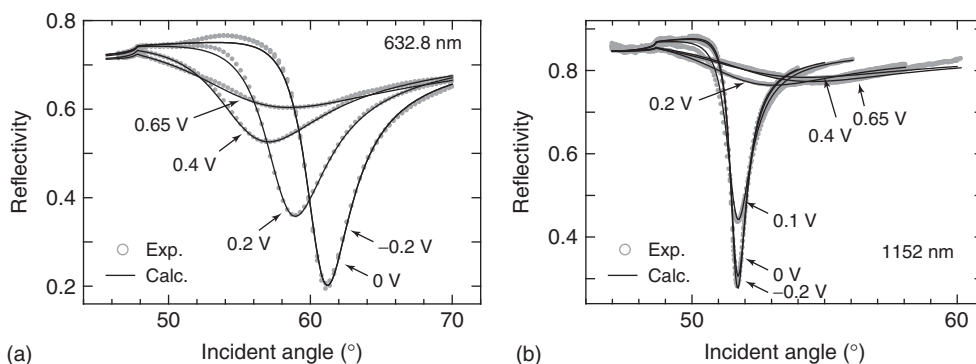 0.8
0.6
0.4
0.2
Reflectivity
632.8 nm
0.65 V
0.4 V
0.2 V
−0.2 V
0 V
Exp.
Calc.
50
60
70
Incident angle (°)
(a)
0.8
0.6
0.4
Reflectivity
0.2 V
0.4 V
0.65 V
0.1 V
0 V
−0.2 V
1152 nm
Exp.
Calc.
50
60
Incident angle (°)
(b)